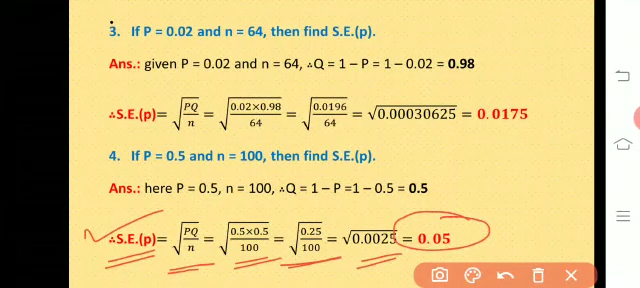 3. If P = 0.02 and n = 64, then find S.E.(p).
Ans.: given P = 0.02 and n = 64, ∴Q = 1 – P = 1 – 0.02 = 0.98
∴S.E.(p)= √(PQ/n) = √(0.02×0.98/64) = √(0.0196/64) = √0.00030625 = 0.0175
4. If P = 0.5 and n = 100, then find S.E.(p).
Ans.: here P = 0.5, n = 100, ∴Q = 1 – P =1 – 0.5 = 0.5
∴S.E.(p)= √(PQ/n) = √(0.5×0.5/100) = √(0.25/100) = √0.0025 = 0.05